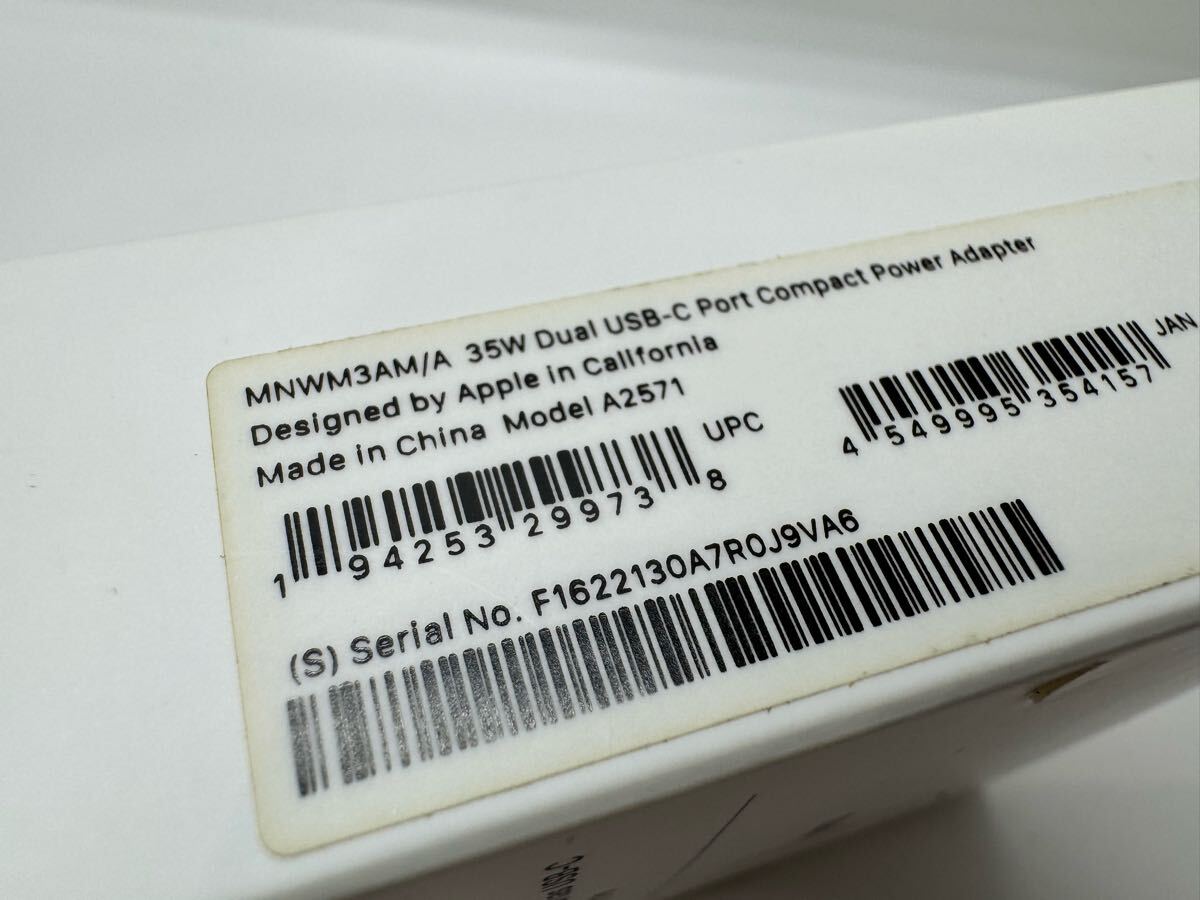 MNWM3AM/A 35W Dual USB-C Port Compact Power Adapter
Designed by Apple in California
Made in China Model A2571
UPC
1 94253 29973 8
JAN
4 549995 354157
(S) Serial No. F1622130A7R0J9VA6